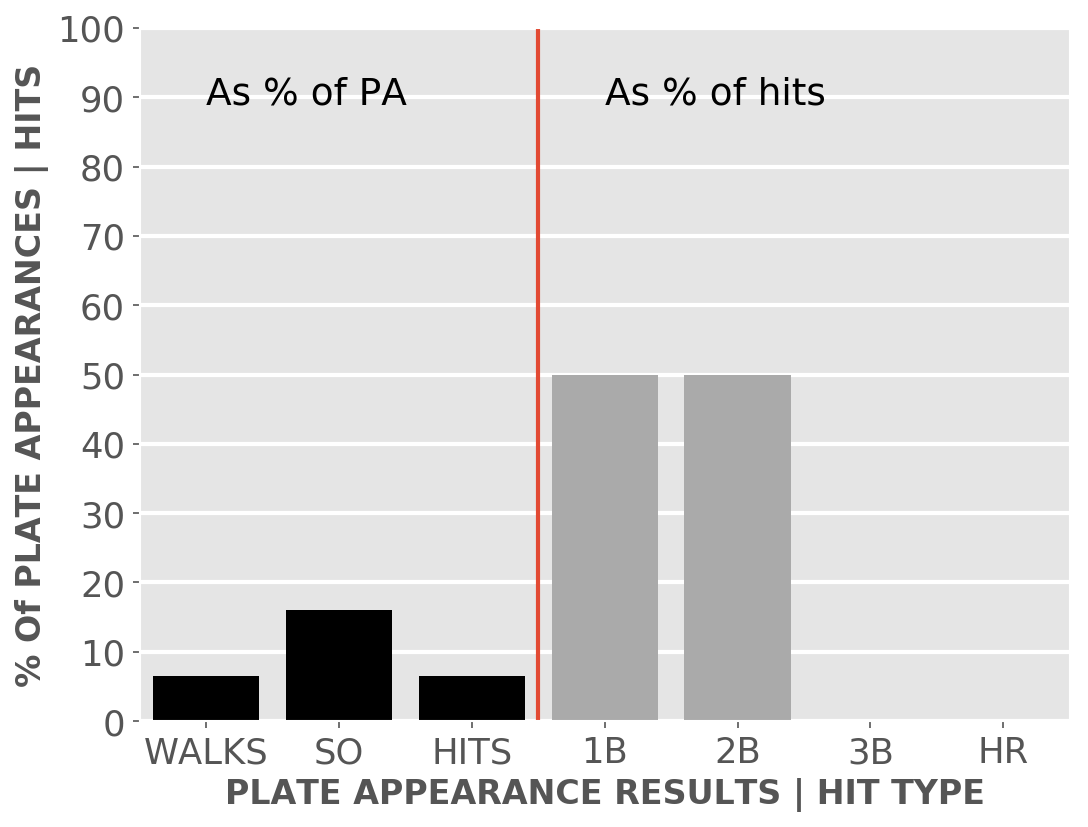 % Of PLATE APPEARANCES | HITS
100
90
80
70
60
50
40
30
20
10
0
As % of PA
As % of hits
WALKS SO HITS 1B 2B 3B HR
PLATE APPEARANCE RESULTS | HIT TYPE